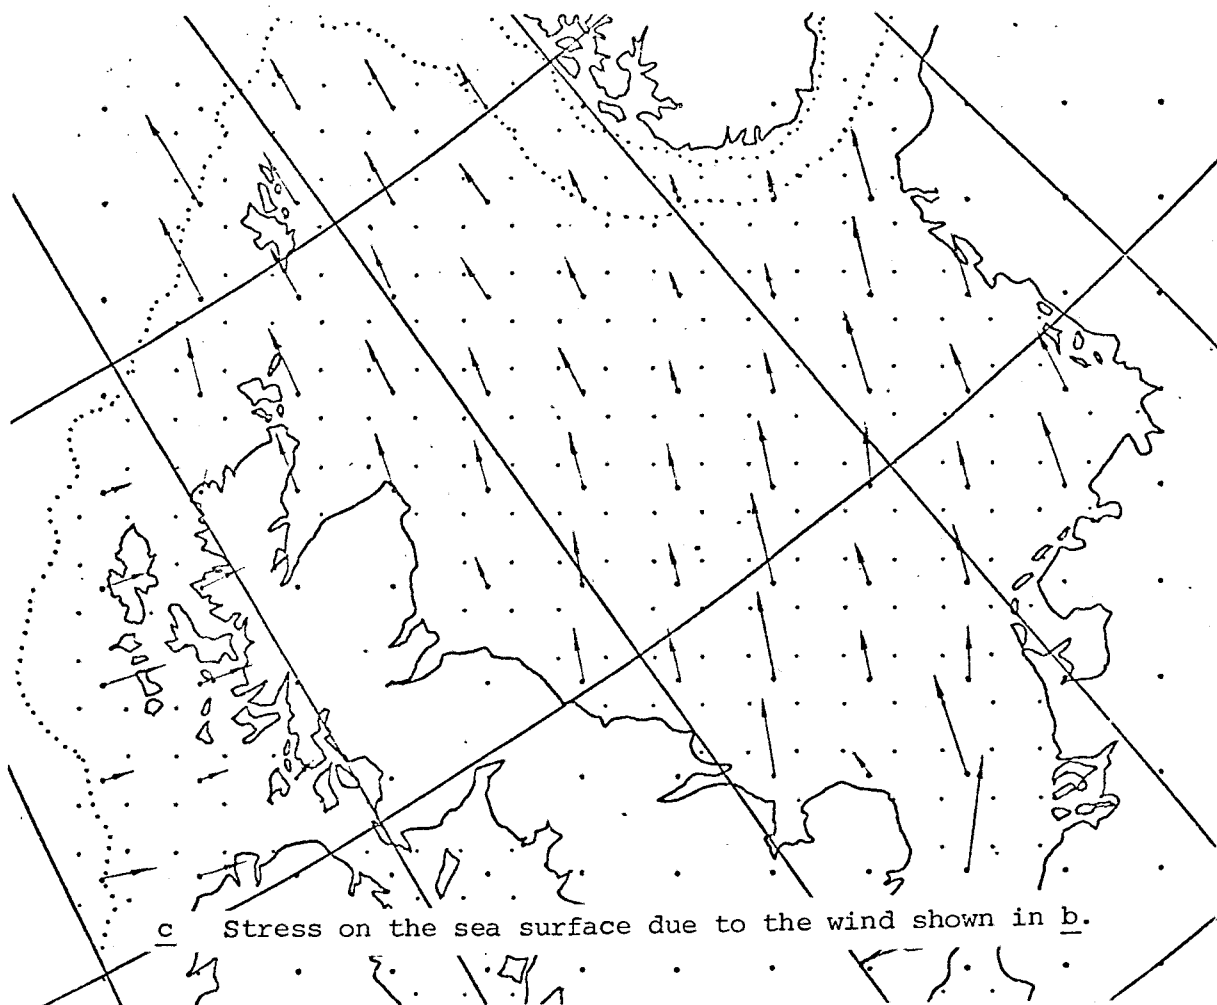 c Stress on the sea surface due to the wind shown in b.